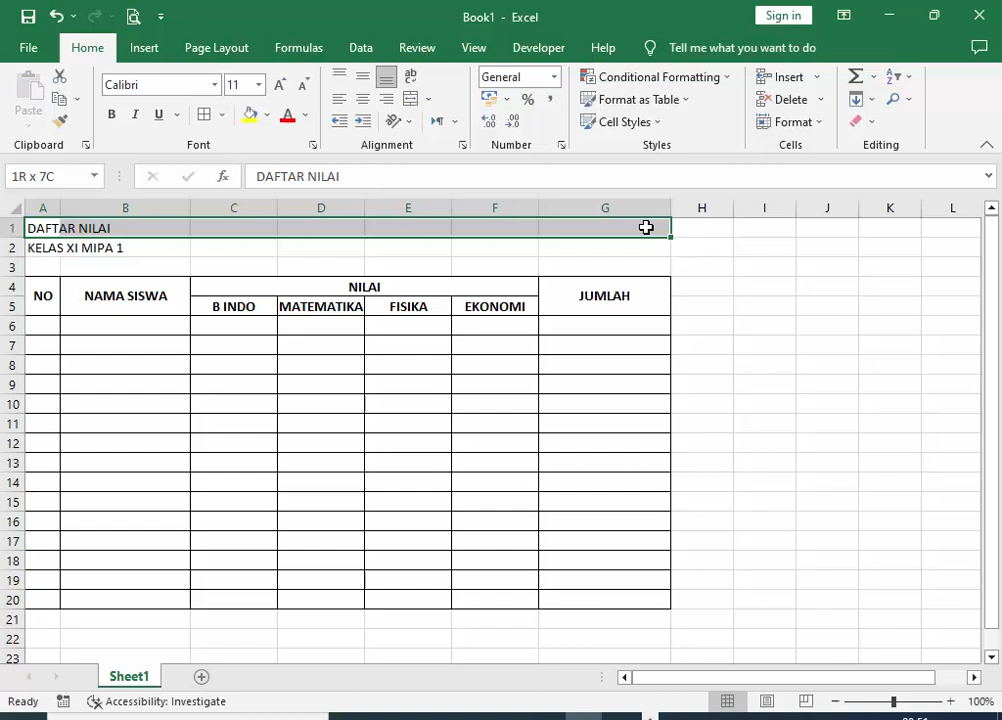 Book1 - Excel
Sign in
File Home Insert Page Layout Formulas Data Review View Developer Help Tell me what you want to do
Paste
Calibri 11
General
Conditional Formatting
Format as Table
Cell Styles
Insert
Delete
Format
B I U
ab
A A
% ,
Clipboard Font Alignment Number Styles Cells Editing
1R x 7C fx DAFTAR NILAI
A B C D E F G H I J K L
1 DAFTAR NILAI
2 KELAS XI MIPA 1
3
4 NO NAMA SISWA NILAI JUMLAH
5 B INDO MATEMATIKA FISIKA EKONOMI
6
7
8
9
10
11
12
13
14
15
16
17
18
19
20
21
22
23
Sheet1
Ready Accessibility: Investigate 100%